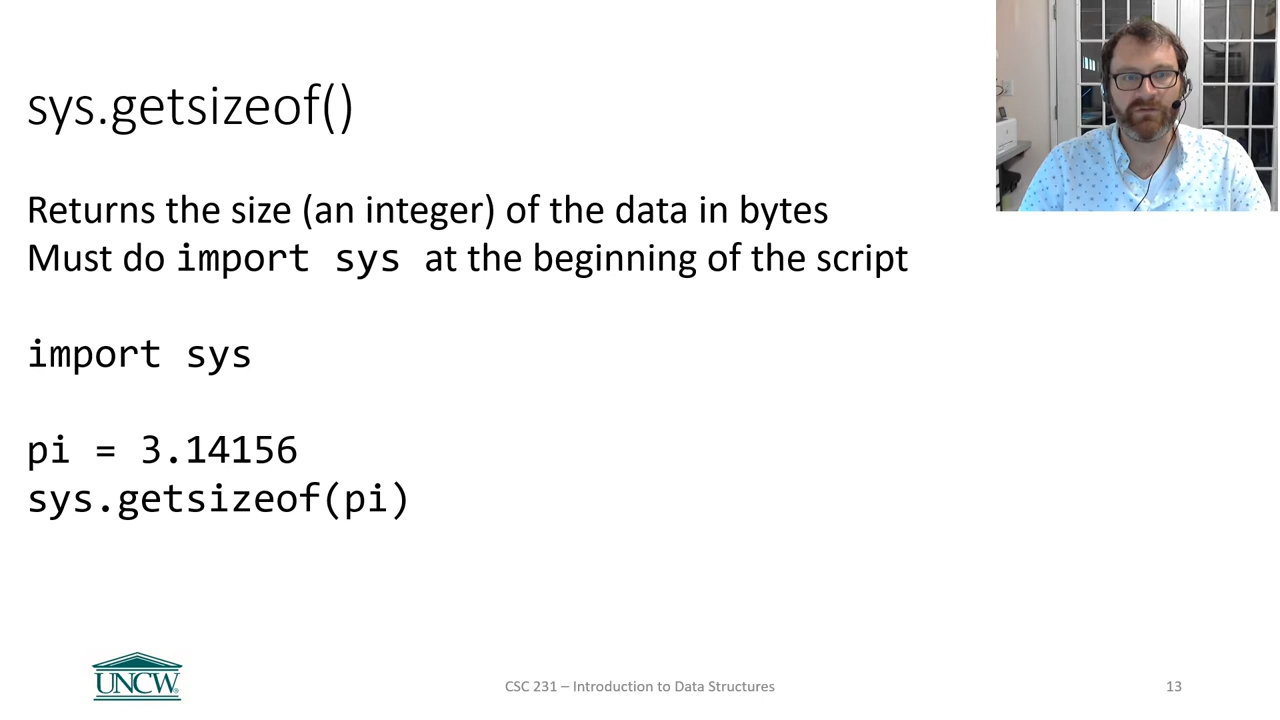 sys.getsizeof()
Returns the size (an integer) of the data in bytes
Must do import sys at the beginning of the script
import sys
pi = 3.14156
sys.getsizeof(pi)
UNCW
CSC 231 – Introduction to Data Structures
13